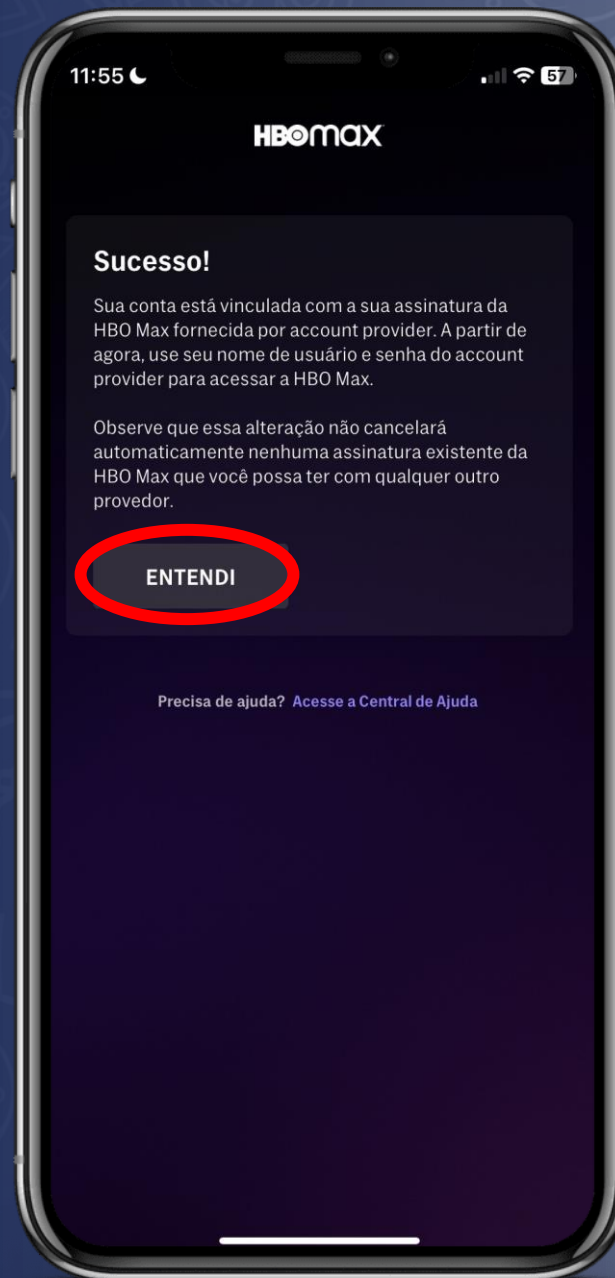 11:55
57
HBOmax
Sucesso!
Sua conta está vinculada com a sua assinatura da
HBO Max fornecida por account provider. A partir de
agora, use seu nome de usuário e senha do account
provider para acessar a HBO Max.
Observe que essa alteração não cancelará
automaticamente nenhuma assinatura existente da
HBO Max que você possa ter com qualquer outro
provedor.
ENTENDI
Precisa de ajuda? Acesse a Central de Ajuda